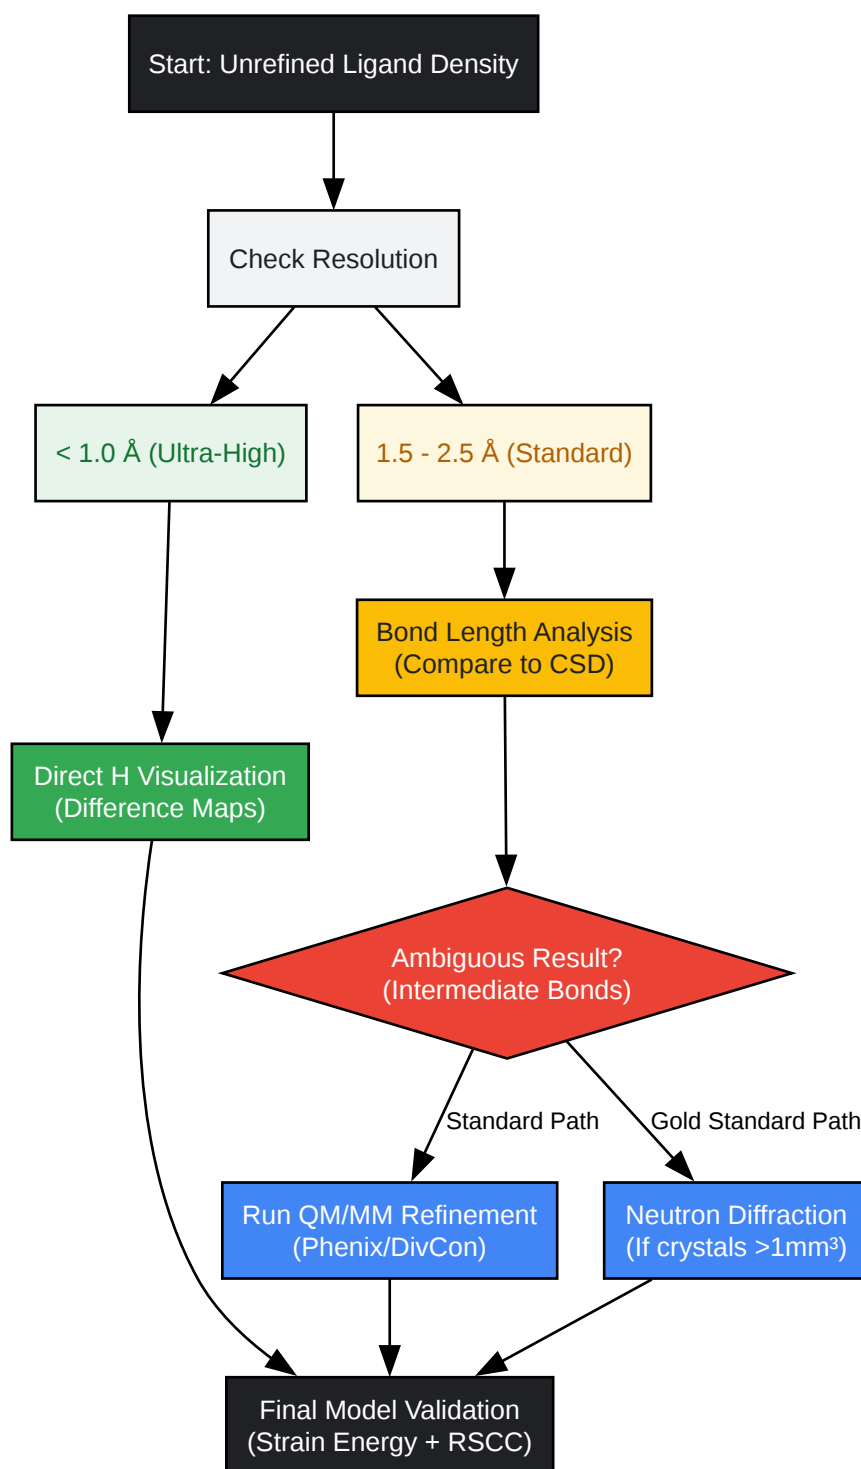 Start: Unrefined Ligand Density
Check Resolution
< 1.0 Å (Ultra-High)
1.5 - 2.5 Å (Standard)
Bond Length Analysis
(Compare to CSD)
Direct H Visualization
(Difference Maps)
Ambiguous Result?
(Intermediate Bonds)
Standard Path
Gold Standard Path
Run QM/MM Refinement
(Phenix/DivCon)
Neutron Diffraction
(If crystals >1mm³)
Final Model Validation
(Strain Energy + RSCC)